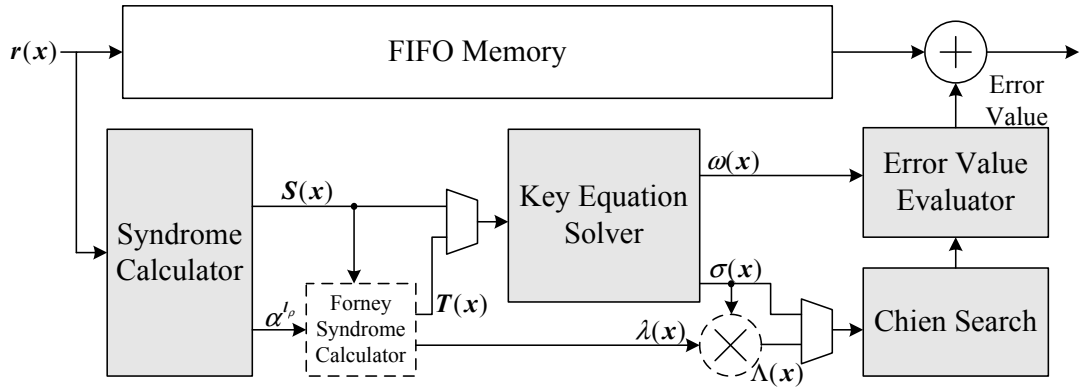 r(x)
FIFO Memory
Error
Value
Syndrome
Calculator
S(x)
α^{l_ρ}
Forney
Syndrome
Calculator
T(x)
λ(x)
Key Equation
Solver
ω(x)
σ(x)
Λ(x)
Error Value
Evaluator
Chien Search